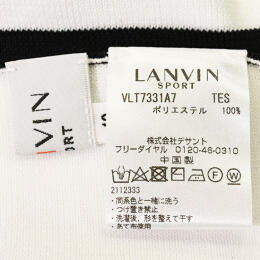 LANVIN
SPORT
VLT7331A7 TES
ポリエステル 100%
株式会社デサント
フリーダイヤル 0120-46-0310
中国製
2112333
・同系色と一緒に洗う
・つけ置き禁止
・洗濯後、形を整えて干す
・あて布使用
VIN
ORT